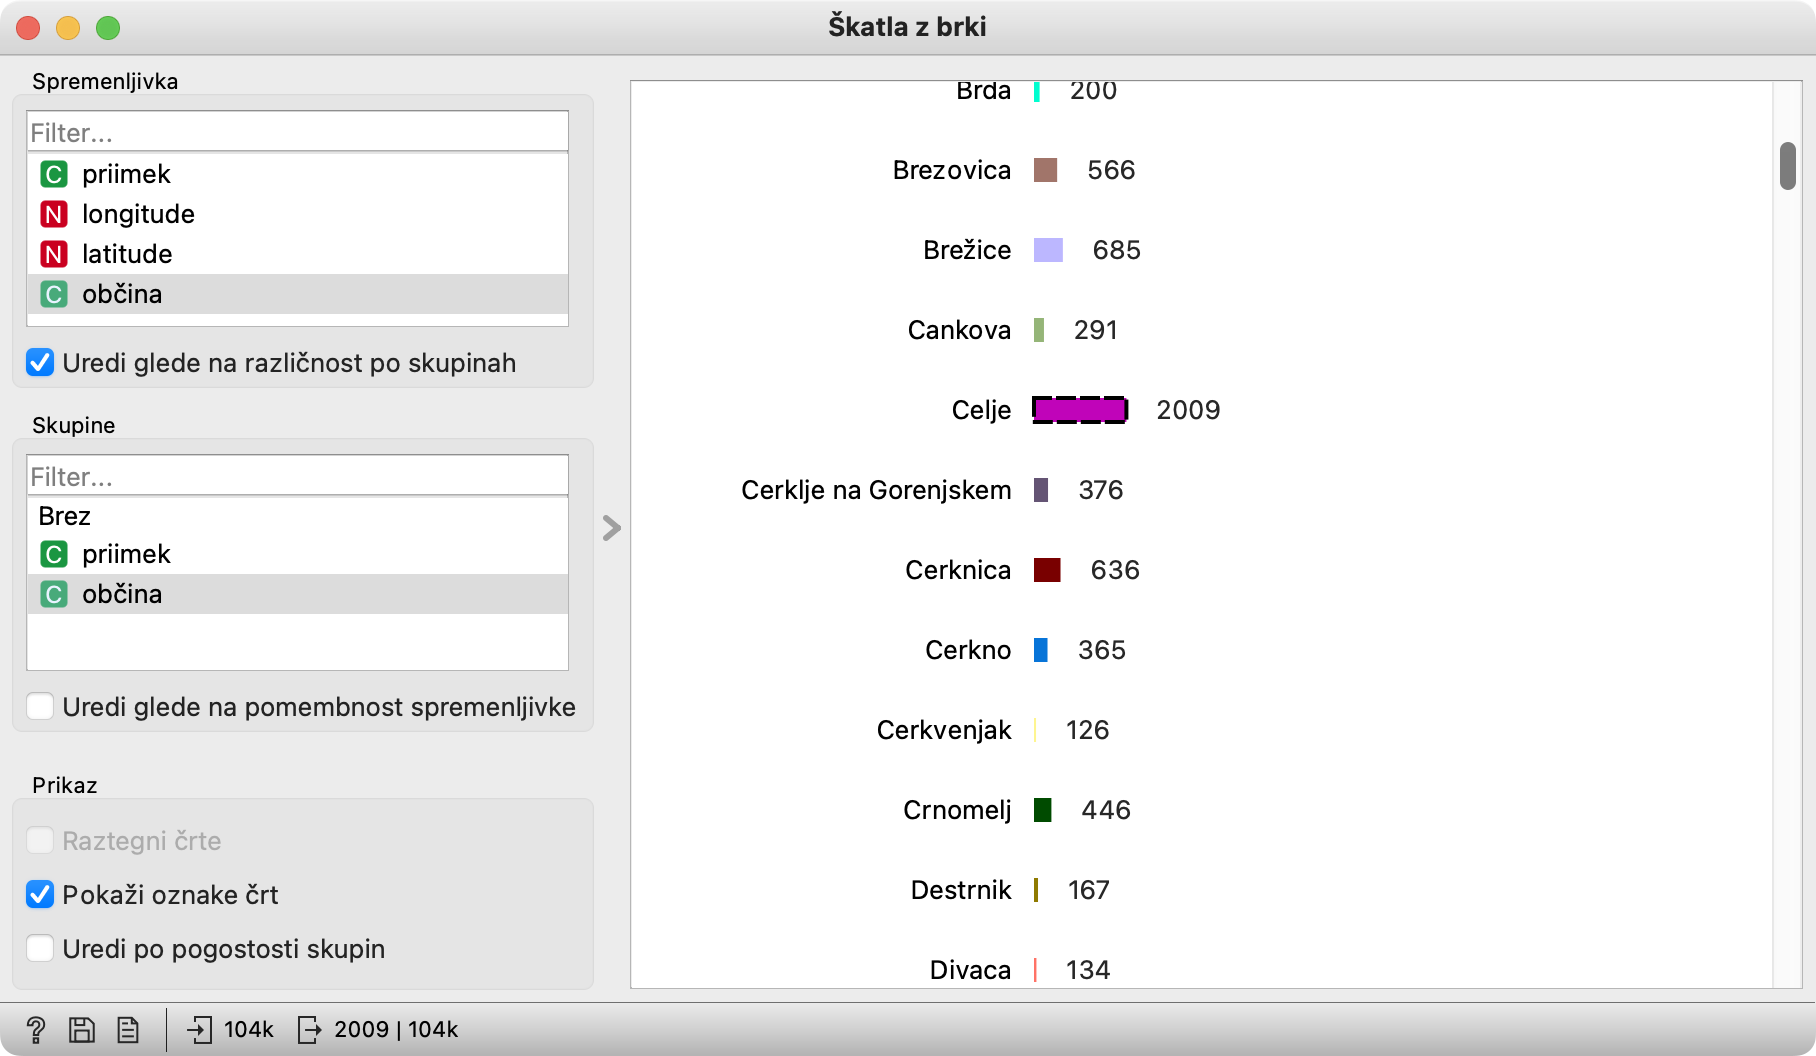 Škatla z brki
Spremenljivka
Filter...
C priimek
N longitude
N latitude
C občina
Uredi glede na različnost po skupinah
Skupine
Filter...
Brez
C priimek
C občina
Uredi glede na pomembnost spremenljivke
Prikaz
Raztegni črte
Pokaži oznake črt
Uredi po pogostosti skupin
Brda 200
Brezovica 566
Brežice 685
Cankova 291
Celje 2009
Cerklje na Gorenjskem 376
Cerknica 636
Cerkno 365
Cerkvenjak 126
Crnomelj 446
Destrnik 167
Divaca 134
? 104k 2009 | 104k